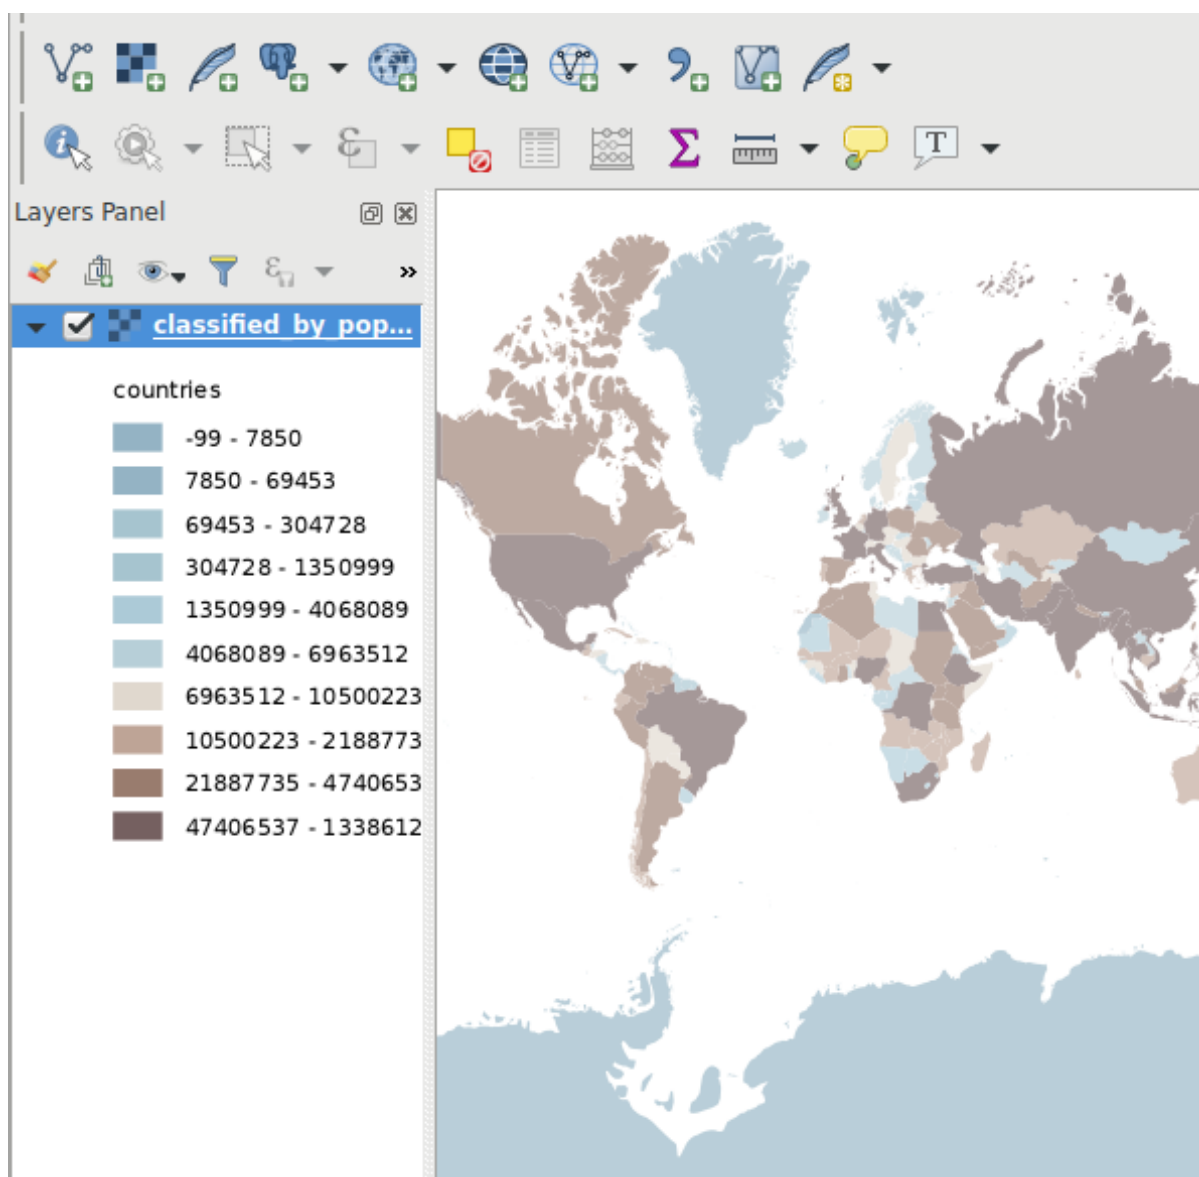 T
Layers Panel
classified_by_pop...
countries
-99 - 7850
7850 - 69453
69453 - 304728
304728 - 1350999
1350999 - 4068089
4068089 - 6963512
6963512 - 10500223
10500223 - 2188773
21887735 - 4740653
47406537 - 1338612